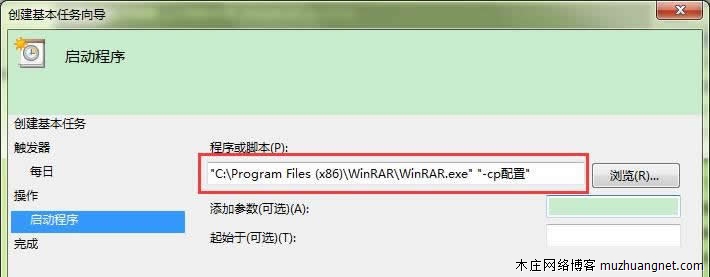 创建基本任务向导
启动程序
创建基本任务
触发器
每日
操作
启动程序
完成
程序或脚本(P):
"C:\Program Files (x86)\WinRAR\WinRAR.exe" "-cp配置"
浏览(R)...
添加参数(可选)(A):
起始于(可选)(T):
木庄网络博客 muzhuangnet.com